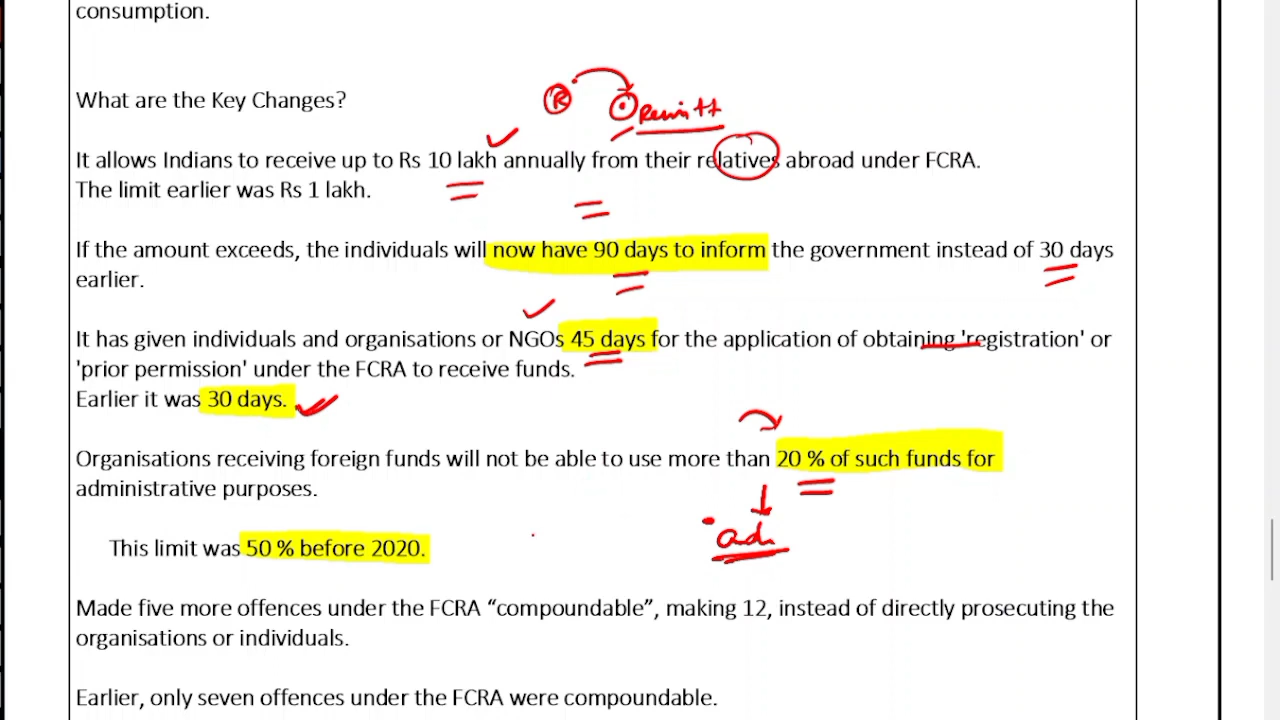 consumption.
What are the Key Changes?
R
Remitt
It allows Indians to receive up to Rs 10 lakh annually from their relatives abroad under FCRA.
The limit earlier was Rs 1 lakh.
If the amount exceeds, the individuals will now have 90 days to inform the government instead of 30 days
earlier.
It has given individuals and organisations or NGOs 45 days for the application of obtaining 'registration' or
'prior permission' under the FCRA to receive funds.
Earlier it was 30 days.
Organisations receiving foreign funds will not be able to use more than 20 % of such funds for
administrative purposes.
ad
This limit was 50 % before 2020.
Made five more offences under the FCRA “compoundable”, making 12, instead of directly prosecuting the
organisations or individuals.
Earlier, only seven offences under the FCRA were compoundable.